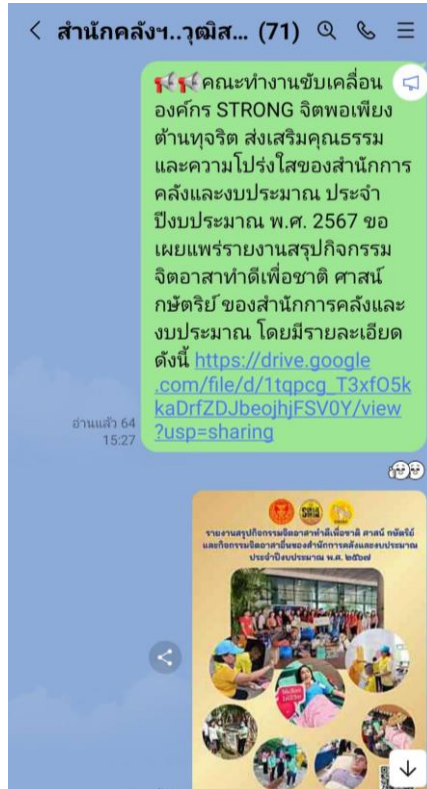 สำนักคลังฯ..วุฒิส... (71)
📢📢คณะทำงานขับเคลื่อน
องค์กร STRONG จิตพอเพียง
ต้านทุจริต ส่งเสริมคุณธรรม
และความโปร่งใสของสำนักการ
คลังและงบประมาณ ประจำ
ปีงบประมาณ พ.ศ. 2567 ขอ
เผยแพร่รายงานสรุปกิจกรรม
จิตอาสาทำดีเพื่อชาติ ศาสน์
กษัตริย์ ของสำนักการคลังและ
งบประมาณ โดยมีรายละเอียด
ดังนี้ https://drive.google
.com/file/d/1tqpcg_T3xfO5k
kaDrfZDJbeojhjFSV0Y/view
?usp=sharing
อ่านแล้ว 64
15:27
รายงานสรุปกิจกรรมจิตอาสาทำดีเพื่อชาติ ศาสน์ กษัตริย์
และกิจกรรมจิตอาสาอื่นของสำนักการคลังและงบประมาณ
ประจำปีงบประมาณ พ.ศ. ๒๕๖๗